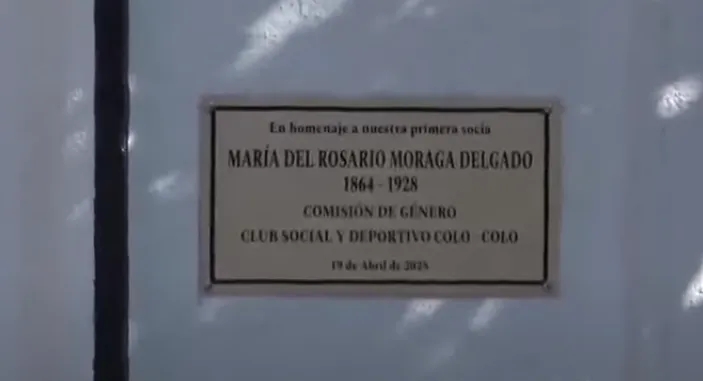 En homenaje a nuestra primera socia
MARÍA DEL ROSARIO MORAGA DELGADO
1864 - 1928
COMISIÓN DE GÉNERO
CLUB SOCIAL Y DEPORTIVO COLO - COLO
19 de Abril de